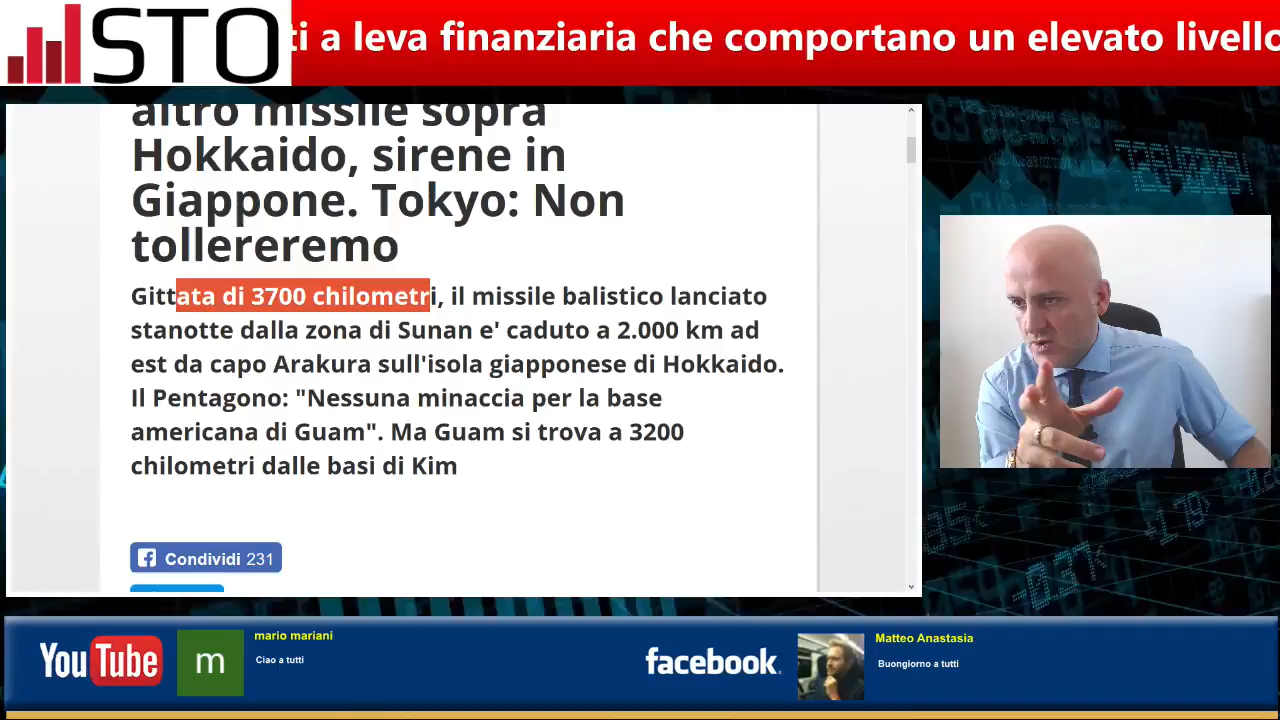 STO
ti a leva finanziaria che comportano un elevato livello
altro missile sopra
Hokkaido, sirene in
Giappone. Tokyo: Non
tollereremo
Gittata di 3700 chilometri, il missile balistico lanciato
stanotte dalla zona di Sunan e' caduto a 2.000 km ad
est da capo Arakura sull'isola giapponese di Hokkaido.
Il Pentagono: "Nessuna minaccia per la base
americana di Guam". Ma Guam si trova a 3200
chilometri dalle basi di Kim
Condividi 231
YouTube
m
mario mariani
Ciao a tutti
facebook
Matteo Anastasia
Buongiorno a tutti